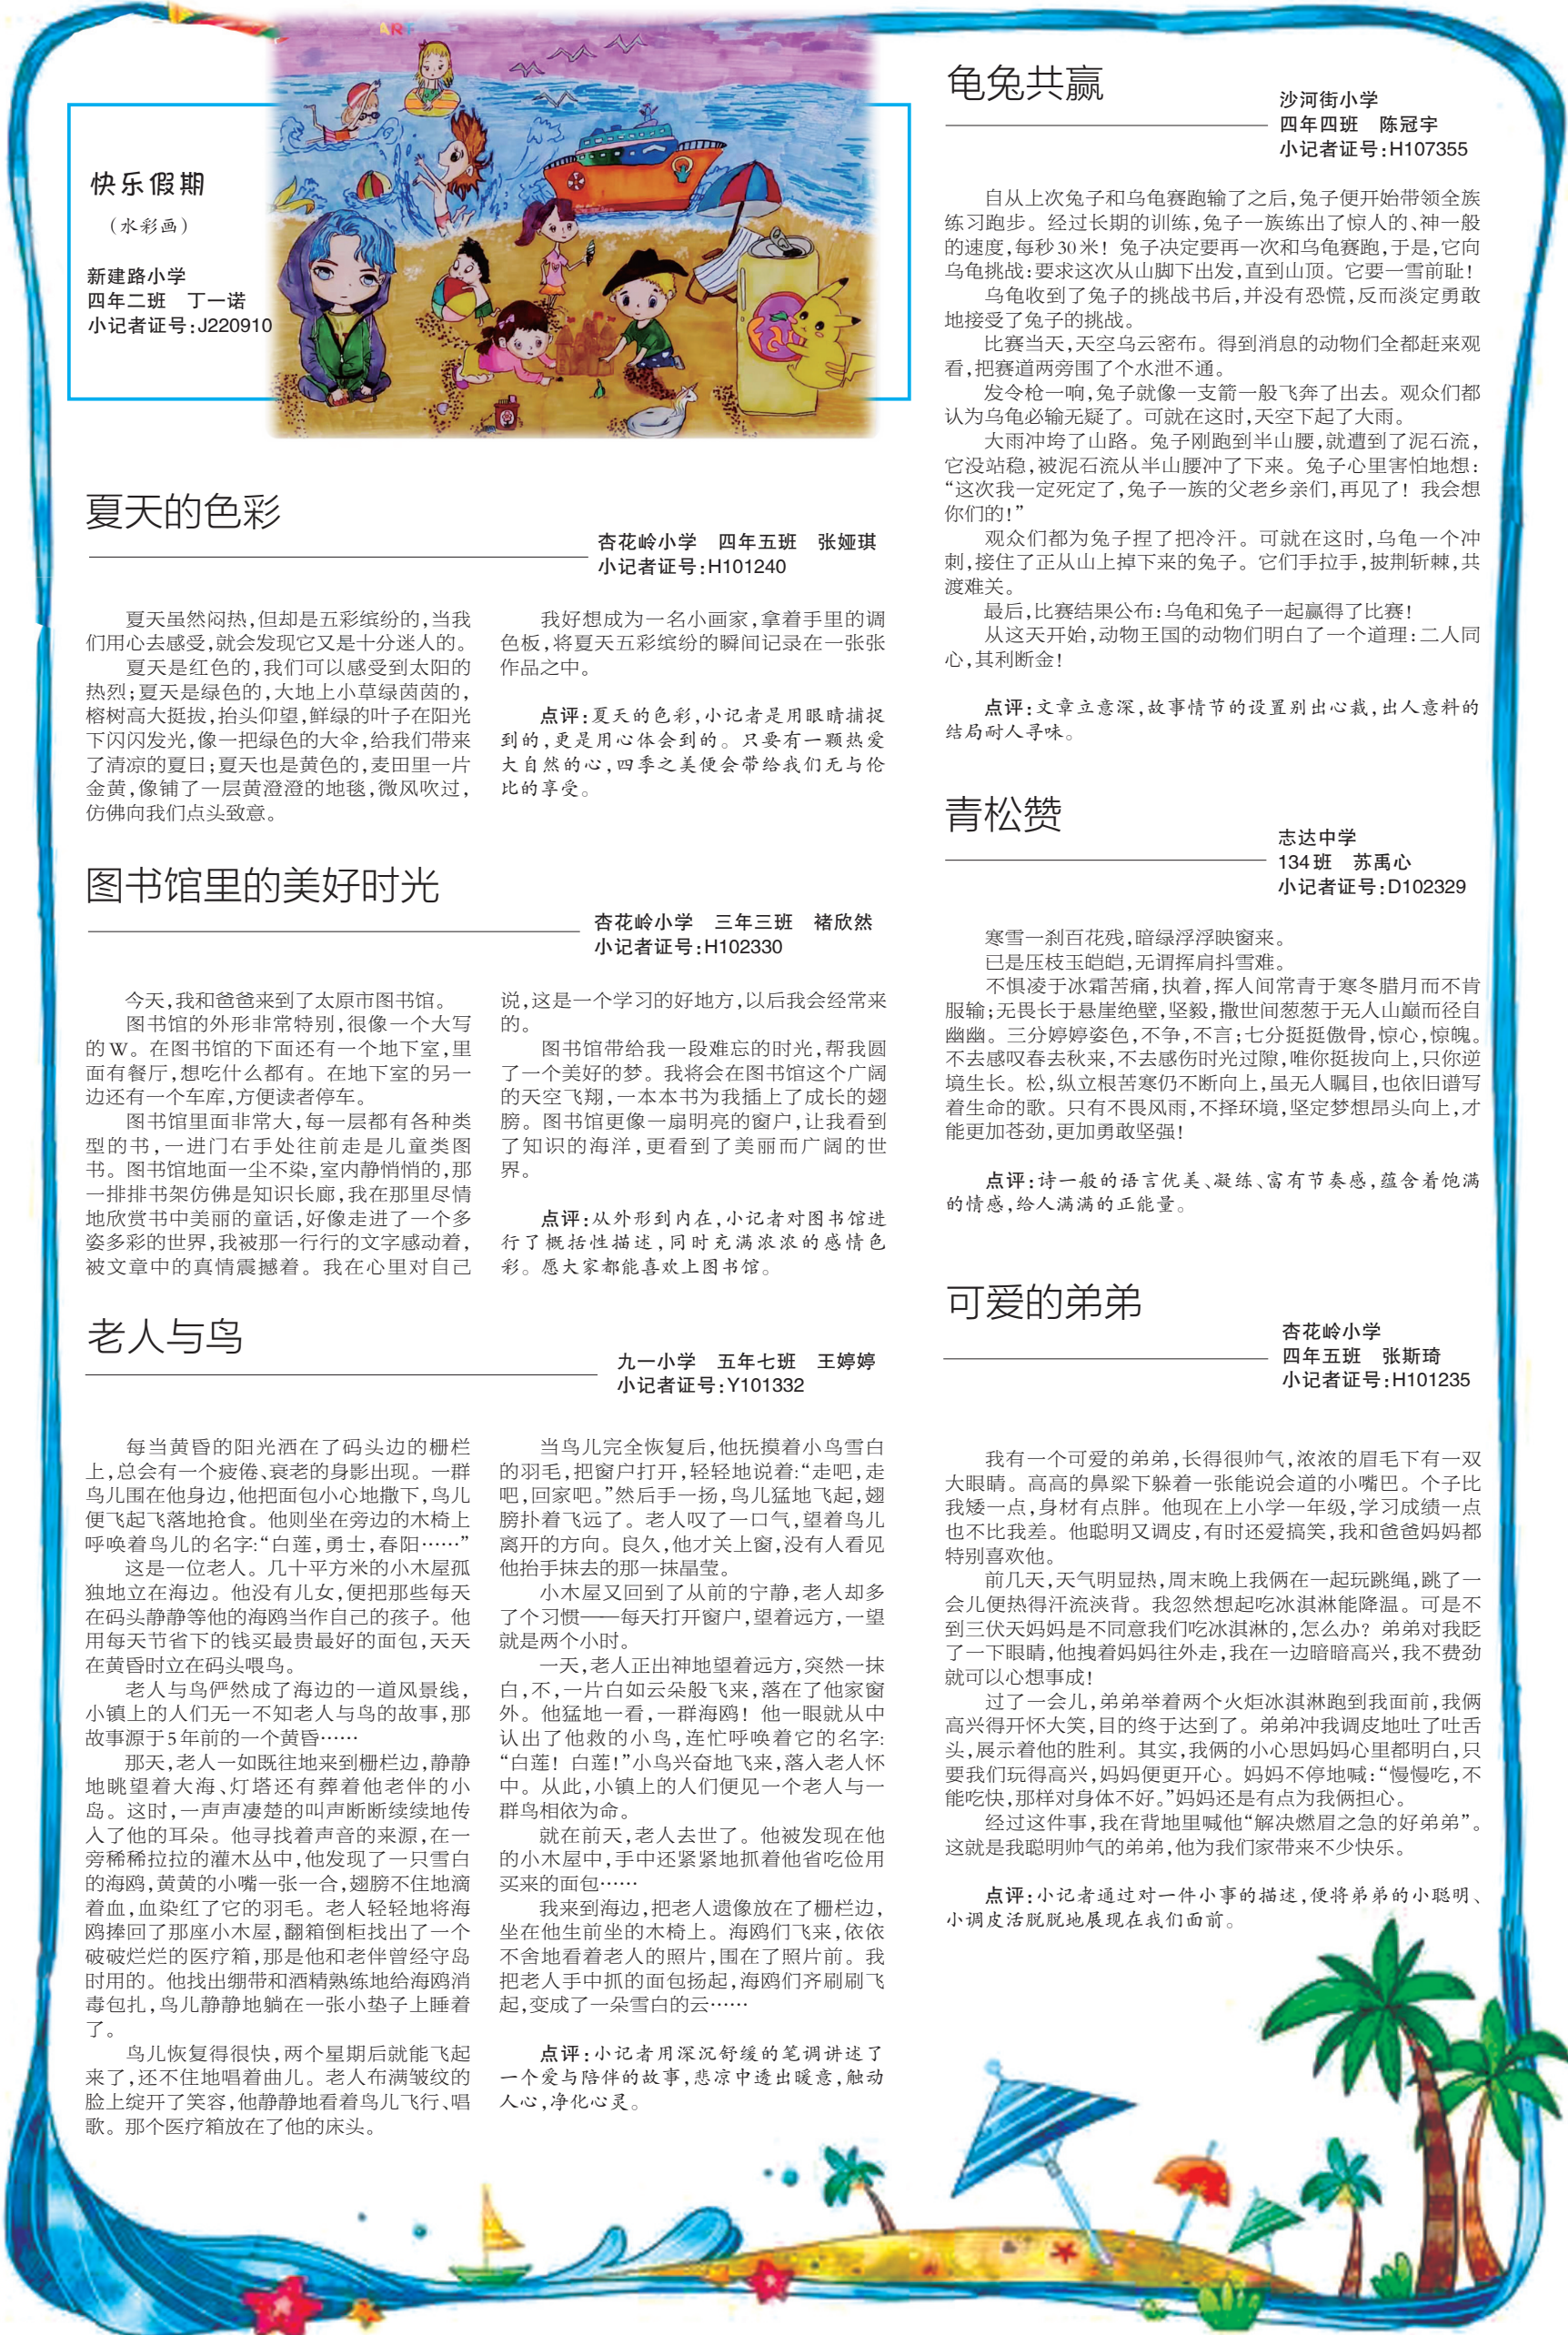 ART
快乐假期
（水彩画）
新建路小学
四年二班　丁一诺
小记者证号:J220910
夏天的色彩
杏花岭小学　四年五班　张娅琪
小记者证号:H101240
夏天虽然闷热,但却是五彩缤纷的,当我
们用心去感受,就会发现它又是十分迷人的。
夏天是红色的,我们可以感受到太阳的
热烈;夏天是绿色的,大地上小草绿茵茵的,
榕树高大挺拔,抬头仰望,鲜绿的叶子在阳光
下闪闪发光,像一把绿色的大伞,给我们带来
了清凉的夏日;夏天也是黄色的,麦田里一片
金黄,像铺了一层黄澄澄的地毯,微风吹过,
仿佛向我们点头致意。
我好想成为一名小画家,拿着手里的调
色板,将夏天五彩缤纷的瞬间记录在一张张
作品之中。
点评:夏天的色彩,小记者是用眼睛捕捉
到的,更是用心体会到的。只要有一颗热爱
大自然的心,四季之美便会带给我们无与伦
比的享受。
图书馆里的美好时光
杏花岭小学　三年三班　褚欣然
小记者证号:H102330
今天,我和爸爸来到了太原市图书馆。
图书馆的外形非常特别,很像一个大写
的W。在图书馆的下面还有一个地下室,里
面有餐厅,想吃什么都有。在地下室的另一
边还有一个车库,方便读者停车。
图书馆里面非常大,每一层都有各种类
型的书,一进门右手处往前走是儿童类图
书。图书馆地面一尘不染,室内静悄悄的,那
一排排书架仿佛是知识长廊,我在那里尽情
地欣赏书中美丽的童话,好像走进了一个多
姿多彩的世界,我被那一行行的文字感动着,
被文章中的真情震撼着。我在心里对自己
说,这是一个学习的好地方,以后我会经常来
的。
图书馆带给我一段难忘的时光,帮我圆
了一个美好的梦。我将会在图书馆这个广阔
的天空飞翔,一本本书为我插上了成长的翅
膀。图书馆更像一扇明亮的窗户,让我看到
了知识的海洋,更看到了美丽而广阔的世
界。
点评:从外形到内在,小记者对图书馆进
行了概括性描述,同时充满浓浓的感情色
彩。愿大家都能喜欢上图书馆。
老人与鸟
九一小学　五年七班　王婷婷
小记者证号:Y101332
每当黄昏的阳光洒在了码头边的栅栏
上,总会有一个疲倦、衰老的身影出现。一群
鸟儿围在他身边,他把面包小心地撒下,鸟儿
便飞起飞落地抢食。他则坐在旁边的木椅上
呼唤着鸟儿的名字:“白莲,勇士,春阳……”
这是一位老人。几十平方米的小木屋孤
独地立在海边。他没有儿女,便把那些每天
在码头静静等他的海鸥当作自己的孩子。他
用每天节省下的钱买最贵最好的面包,天天
在黄昏时立在码头喂鸟。
老人与鸟俨然成了海边的一道风景线,
小镇上的人们无一不知老人与鸟的故事,那
故事源于5年前的一个黄昏……
那天,老人一如既往地来到栅栏边,静静
地眺望着大海、灯塔还有葬着他老伴的小
岛。这时,一声声凄楚的叫声断断续续地传
入了他的耳朵。他寻找着声音的来源,在一
旁稀稀拉拉的灌木丛中,他发现了一只雪白
的海鸥,黄黄的小嘴一张一合,翅膀不住地滴
着血,血染红了它的羽毛。老人轻轻地将海
鸥捧回了那座小木屋,翻箱倒柜找出了一个
破破烂烂的医疗箱,那是他和老伴曾经守岛
时用的。他找出绷带和酒精熟练地给海鸥消
毒包扎,鸟儿静静地躺在一张小垫子上睡着
了。
鸟儿恢复得很快,两个星期后就能飞起
来了,还不住地唱着曲儿。老人布满皱纹的
脸上绽开了笑容,他静静地看着鸟儿飞行、唱
歌。那个医疗箱放在了他的床头。
当鸟儿完全恢复后,他抚摸着小鸟雪白
的羽毛,把窗户打开,轻轻地说着:“走吧,走
吧,回家吧。”然后手一扬,鸟儿猛地飞起,翅
膀扑着飞远了。老人叹了一口气,望着鸟儿
离开的方向。良久,他才关上窗,没有人看见
他抬手抹去的那一抹晶莹。
小木屋又回到了从前的宁静,老人却多
了个习惯——每天打开窗户,望着远方,一望
就是两个小时。
一天,老人正出神地望着远方,突然一抹
白,不,一片白如云朵般飞来,落在了他家窗
外。他猛地一看,一群海鸥！他一眼就从中
认出了他救的小鸟,连忙呼唤着它的名字:
“白莲！白莲！”小鸟兴奋地飞来,落入老人怀
中。从此,小镇上的人们便见一个老人与一
群鸟相依为命。
就在前天,老人去世了。他被发现在他
的小木屋中,手中还紧紧地抓着他省吃俭用
买来的面包……
我来到海边,把老人遗像放在了栅栏边,
坐在他生前坐的木椅上。海鸥们飞来,依依
不舍地看着老人的照片,围在了照片前。我
把老人手中抓的面包扬起,海鸥们齐刷刷飞
起,变成了一朵雪白的云……
点评:小记者用深沉舒缓的笔调讲述了
一个爱与陪伴的故事,悲凉中透出暖意,触动
人心,净化心灵。
龟兔共赢
沙河街小学
四年四班　陈冠宇
小记者证号:H107355
自从上次兔子和乌龟赛跑输了之后,兔子便开始带领全族
练习跑步。经过长期的训练,兔子一族练出了惊人的、神一般
的速度,每秒30米！兔子决定要再一次和乌龟赛跑,于是,它向
乌龟挑战:要求这次从山脚下出发,直到山顶。它要一雪前耻！
乌龟收到了兔子的挑战书后,并没有恐慌,反而淡定勇敢
地接受了兔子的挑战。
比赛当天,天空乌云密布。得到消息的动物们全都赶来观
看,把赛道两旁围了个水泄不通。
发令枪一响,兔子就像一支箭一般飞奔了出去。观众们都
认为乌龟必输无疑了。可就在这时,天空下起了大雨。
大雨冲垮了山路。兔子刚跑到半山腰,就遭到了泥石流,
它没站稳,被泥石流从半山腰冲了下来。兔子心里害怕地想:
“这次我一定死定了,兔子一族的父老乡亲们,再见了！我会想
你们的！”
观众们都为兔子捏了把冷汗。可就在这时,乌龟一个冲
刺,接住了正从山上掉下来的兔子。它们手拉手,披荆斩棘,共
渡难关。
最后,比赛结果公布:乌龟和兔子一起赢得了比赛！
从这天开始,动物王国的动物们明白了一个道理:二人同
心,其利断金！
点评:文章立意深,故事情节的设置别出心裁,出人意料的
结局耐人寻味。
青松赞
志达中学
134班　苏禹心
小记者证号:D102329
寒雪一刹百花残,暗绿浮浮映窗来。
已是压枝玉皑皑,无谓挥肩抖雪难。
不惧凌于冰霜苦痛,执着,挥人间常青于寒冬腊月而不肯
服输;无畏长于悬崖绝壁,坚毅,撒世间葱葱于无人山巅而径自
幽幽。三分婷婷姿色,不争,不言;七分挺挺傲骨,惊心,惊魄。
不去感叹春去秋来,不去感伤时光过隙,唯你挺拔向上,只你逆
境生长。松,纵立根苦寒仍不断向上,虽无人瞩目,也依旧谱写
着生命的歌。只有不畏风雨,不择环境,坚定梦想昂头向上,才
能更加苍劲,更加勇敢坚强！
点评:诗一般的语言优美、凝练、富有节奏感,蕴含着饱满
的情感,给人满满的正能量。
可爱的弟弟
杏花岭小学
四年五班　张斯琦
小记者证号:H101235
我有一个可爱的弟弟,长得很帅气,浓浓的眉毛下有一双
大眼睛。高高的鼻梁下躲着一张能说会道的小嘴巴。个子比
我矮一点,身材有点胖。他现在上小学一年级,学习成绩一点
也不比我差。他聪明又调皮,有时还爱搞笑,我和爸爸妈妈都
特别喜欢他。
前几天,天气明显热,周末晚上我俩在一起玩跳绳,跳了一
会儿便热得汗流浃背。我忽然想起吃冰淇淋能降温。可是不
到三伏天妈妈是不同意我们吃冰淇淋的,怎么办？弟弟对我眨
了一下眼睛,他拽着妈妈往外走,我在一边暗暗高兴,我不费劲
就可以心想事成！
过了一会儿,弟弟举着两个火炬冰淇淋跑到我面前,我俩
高兴得开怀大笑,目的终于达到了。弟弟冲我调皮地吐了吐舌
头,展示着他的胜利。其实,我俩的小心思妈妈心里都明白,只
要我们玩得高兴,妈妈便更开心。妈妈不停地喊:“慢慢吃,不
能吃快,那样对身体不好。”妈妈还是有点为我俩担心。
经过这件事,我在背地里喊他“解决燃眉之急的好弟弟”。
这就是我聪明帅气的弟弟,他为我们家带来不少快乐。
点评:小记者通过对一件小事的描述,便将弟弟的小聪明、
小调皮活脱脱地展现在我们面前。